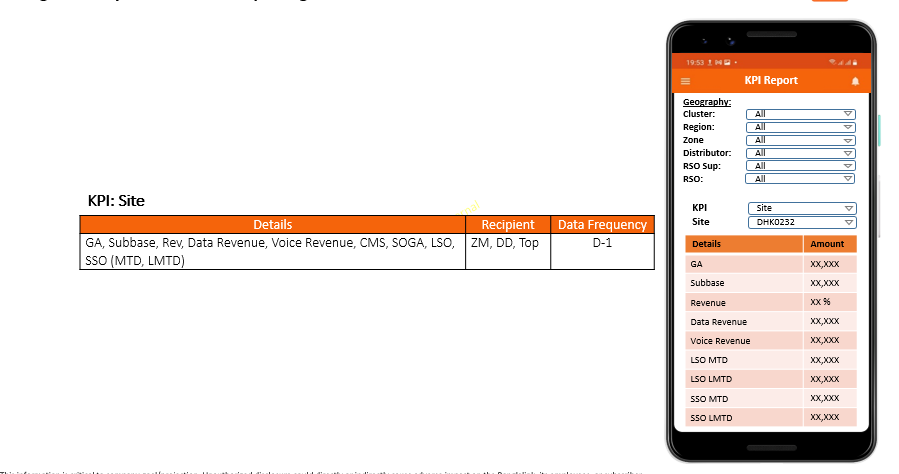 KPI: Site
Details Recipient Data Frequency
GA, Subbase, Rev, Data Revenue, Voice Revenue, CMS, SOGA, LSO, ZM, DD, Top D-1
SSO (MTD, LMTD)
19:53
KPI Report
Geography:
Cluster: All
Region: All
Zone All
Distributor: All
RSO Sup: All
RSO: All
KPI Site
Site DHK0232
Details Amount
GA XX,XXX
Subbase XX,XXX
Revenue XX %
Data Revenue XX,XXX
Voice Revenue XX,XXX
LSO MTD XX,XXX
LSO LMTD XX,XXX
SSO MTD XX,XXX
SSO LMTD XX,XXX